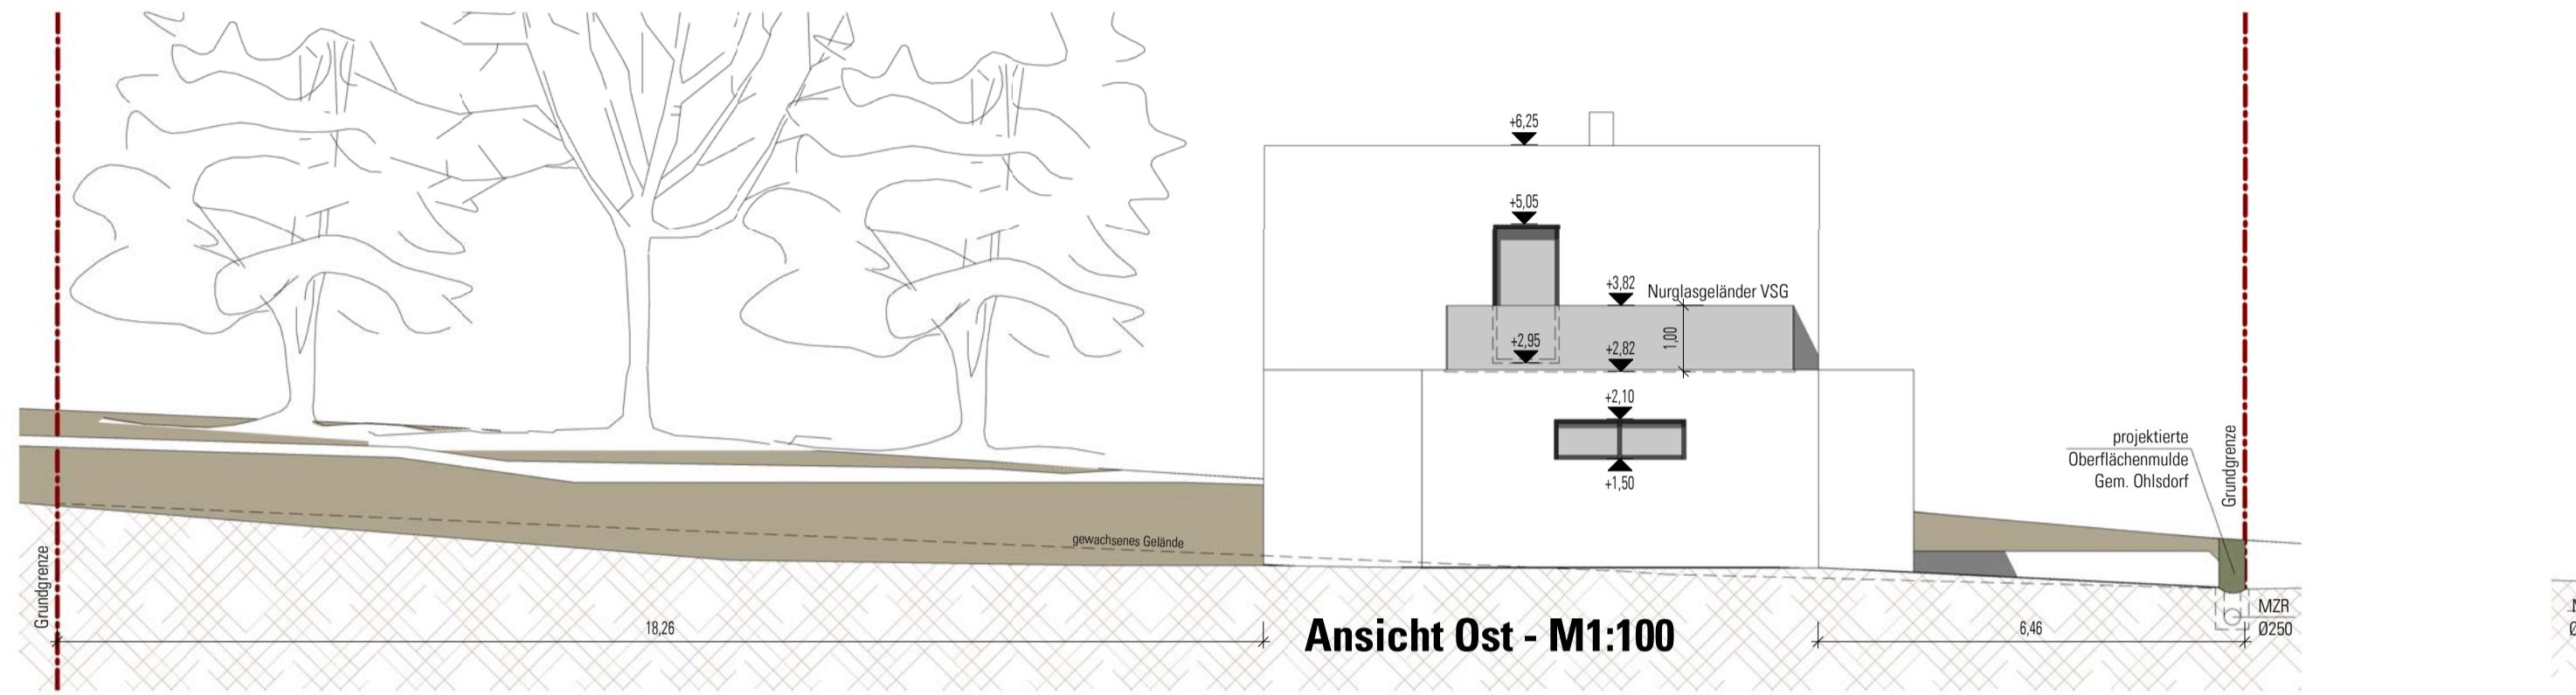 +6,25
+5,05
+3,82
Nurglasgeländer VSG
1,00
+2,95
+2,82
+2,10
+1,50
projektierte
Oberflächenmulde
Gem. Ohlsdorf
Grundgrenze
gewachsenes Gelände
Grundgrenze
18,26
Ansicht Ost - M1:100
6,46
MZR
Ø250